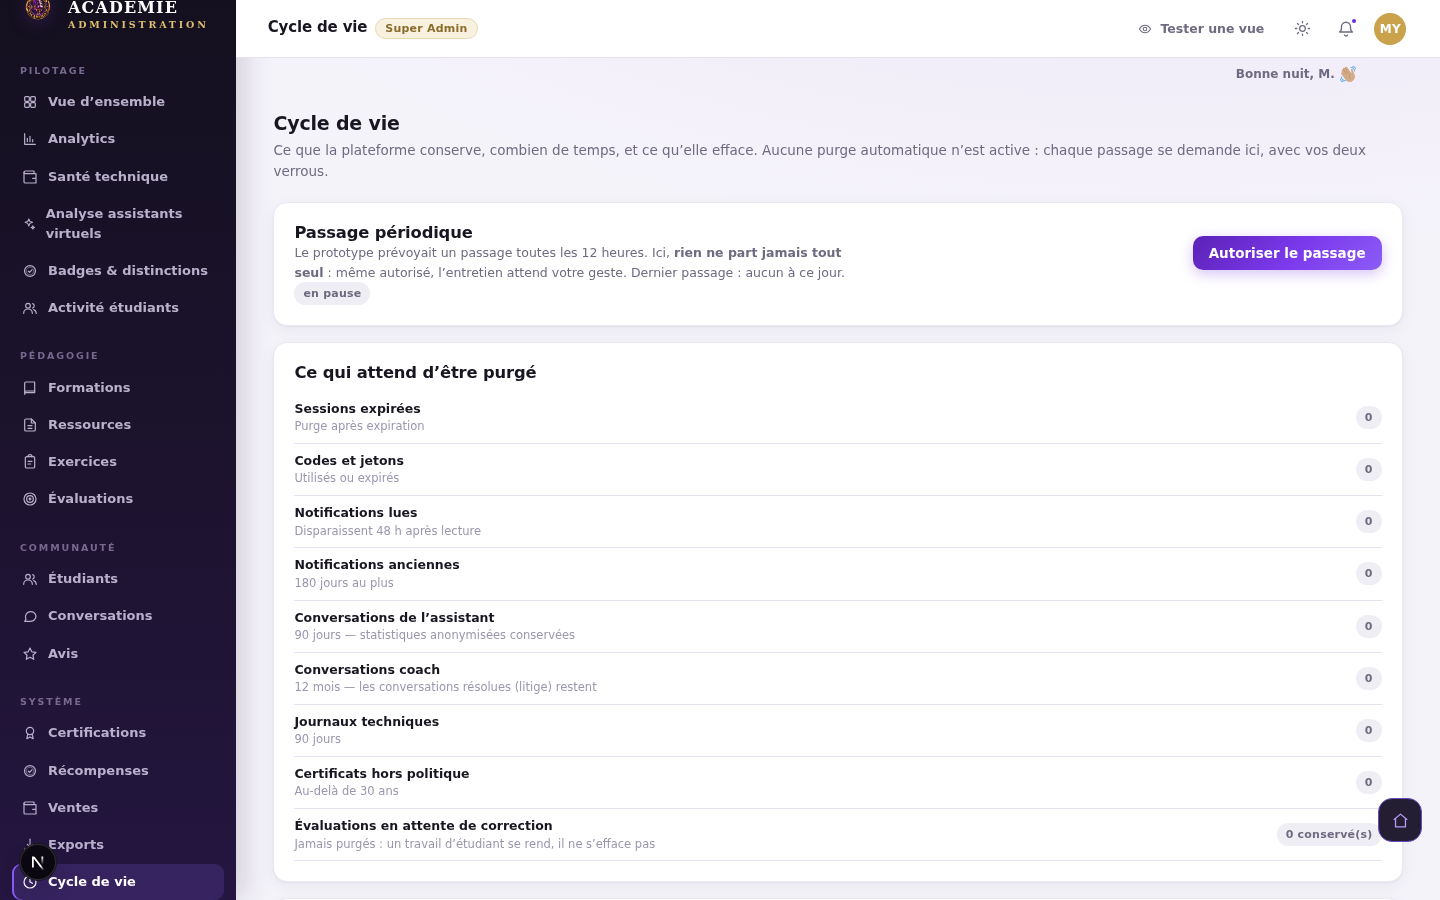 ACADEMIE
ADMINISTRATION
PILOTAGE
Vue d’ensemble
Analytics
Santé technique
Analyse assistants
virtuels
Badges & distinctions
Activité étudiants
PÉDAGOGIE
Formations
Ressources
Exercices
Évaluations
COMMUNAUTÉ
Étudiants
Conversations
Avis
SYSTÈME
Certifications
Récompenses
Ventes
Exports
Cycle de vie
N
Cycle de vie
Super Admin
Tester une vue
MY
Bonne nuit, M. 👋🏽
Cycle de vie
Ce que la plateforme conserve, combien de temps, et ce qu’elle efface. Aucune purge automatique n’est active : chaque passage se demande ici, avec vos deux
verrous.
Passage périodique
Le prototype prévoyait un passage toutes les 12 heures. Ici, rien ne part jamais tout
seul : même autorisé, l’entretien attend votre geste. Dernier passage : aucun à ce jour.
en pause
Autoriser le passage
Ce qui attend d’être purgé
Sessions expirées
Purge après expiration
0
Codes et jetons
Utilisés ou expirés
0
Notifications lues
Disparaissent 48 h après lecture
0
Notifications anciennes
180 jours au plus
0
Conversations de l’assistant
90 jours — statistiques anonymisées conservées
0
Conversations coach
12 mois — les conversations résolues (litige) restent
0
Journaux techniques
90 jours
0
Certificats hors politique
Au-delà de 30 ans
0
Évaluations en attente de correction
Jamais purgés : un travail d’étudiant se rend, il ne s’efface pas
0 conservé(s)